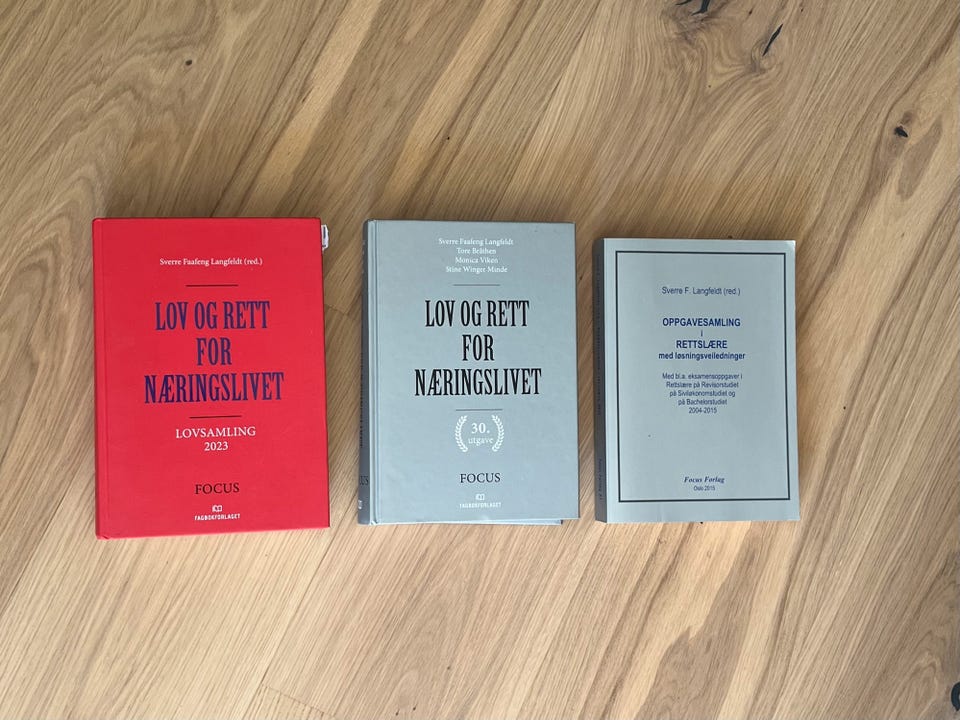 Sverre Faafeng Langfeldt (red.)
LOV OG RETT
FOR
NÆRINGSLIVET
LOVSAMLING
2023
FOCUS
FAGBOKFORLAGET
Sverre Faafeng Langfeldt
Tore Bråthen
Monica Viken
Stine Winger Minde
LOV OG RETT
FOR
NÆRINGSLIVET
30.
utgave
FOCUS
FAGBOKFORLAGET
Sverre F. Langfeldt (red.)
OPPGAVESAMLING
i
RETTSLÆRE
med løsningsveiledninger
Med bl.a. eksamensoppgaver i
Rettslære på Revisorstudiet
på Siviløkonomstudiet og
på Bachelorstudiet
2004-2015
Focus Forlag
Oslo 2015